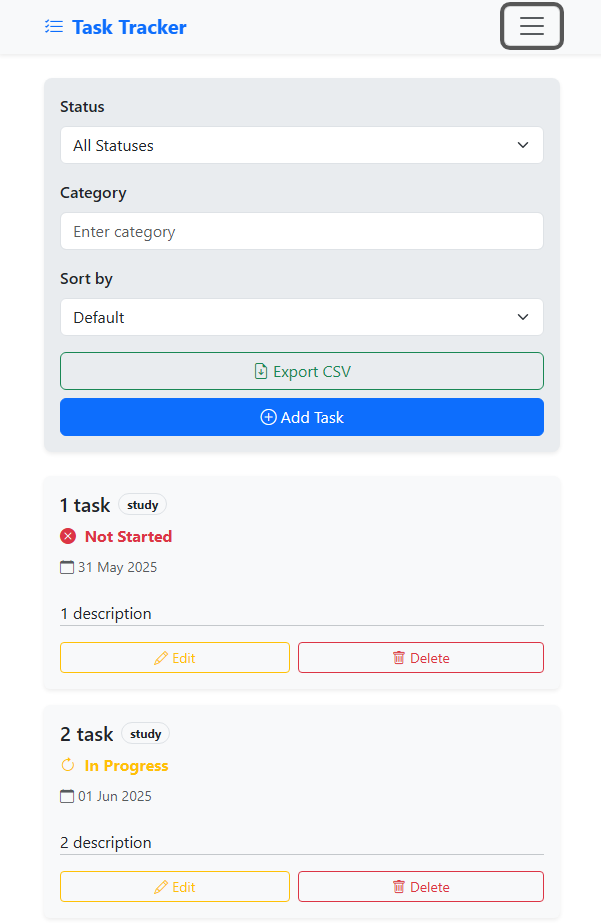 Task Tracker
Status
All Statuses
Category
Enter category
Sort by
Default
Export CSV
Add Task
1 task study
Not Started
31 May 2025
1 description
Edit Delete
2 task study
In Progress
01 Jun 2025
2 description
Edit Delete